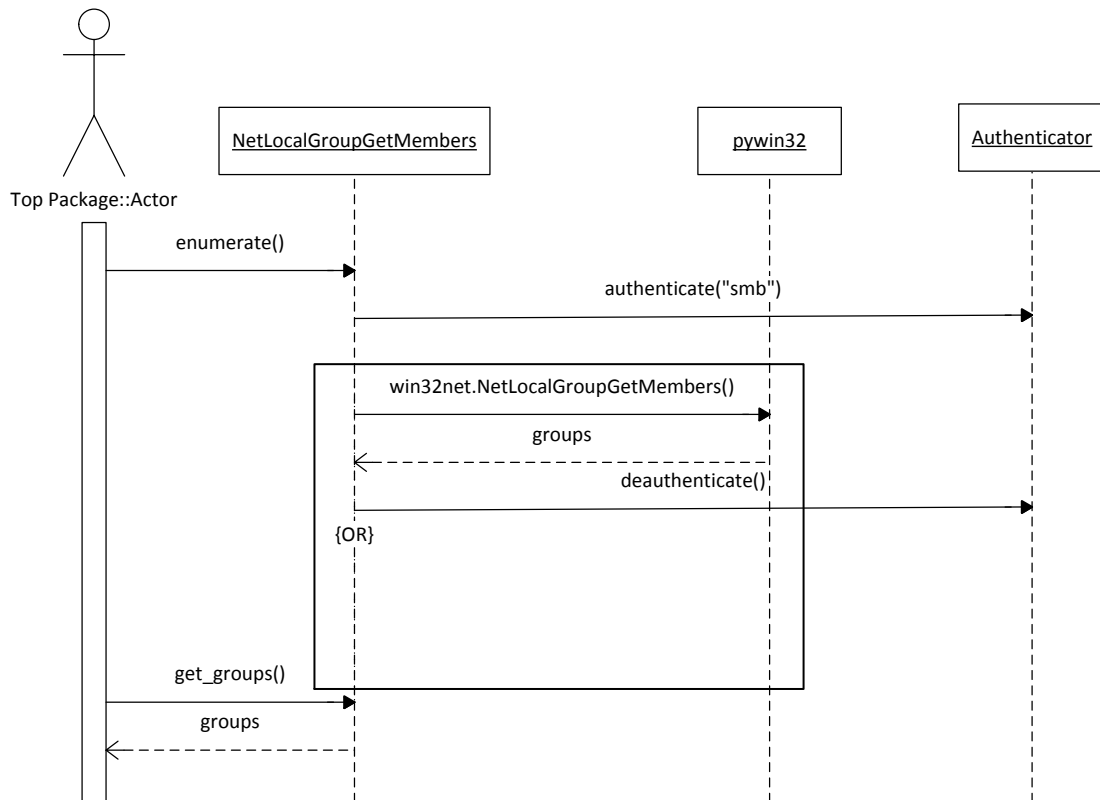 NetLocalGroupGetMembers
pywin32
Authenticator
Top Package::Actor
enumerate()
authenticate("smb")
win32net.NetLocalGroupGetMembers()
groups
deauthenticate()
{OR}
get_groups()
groups